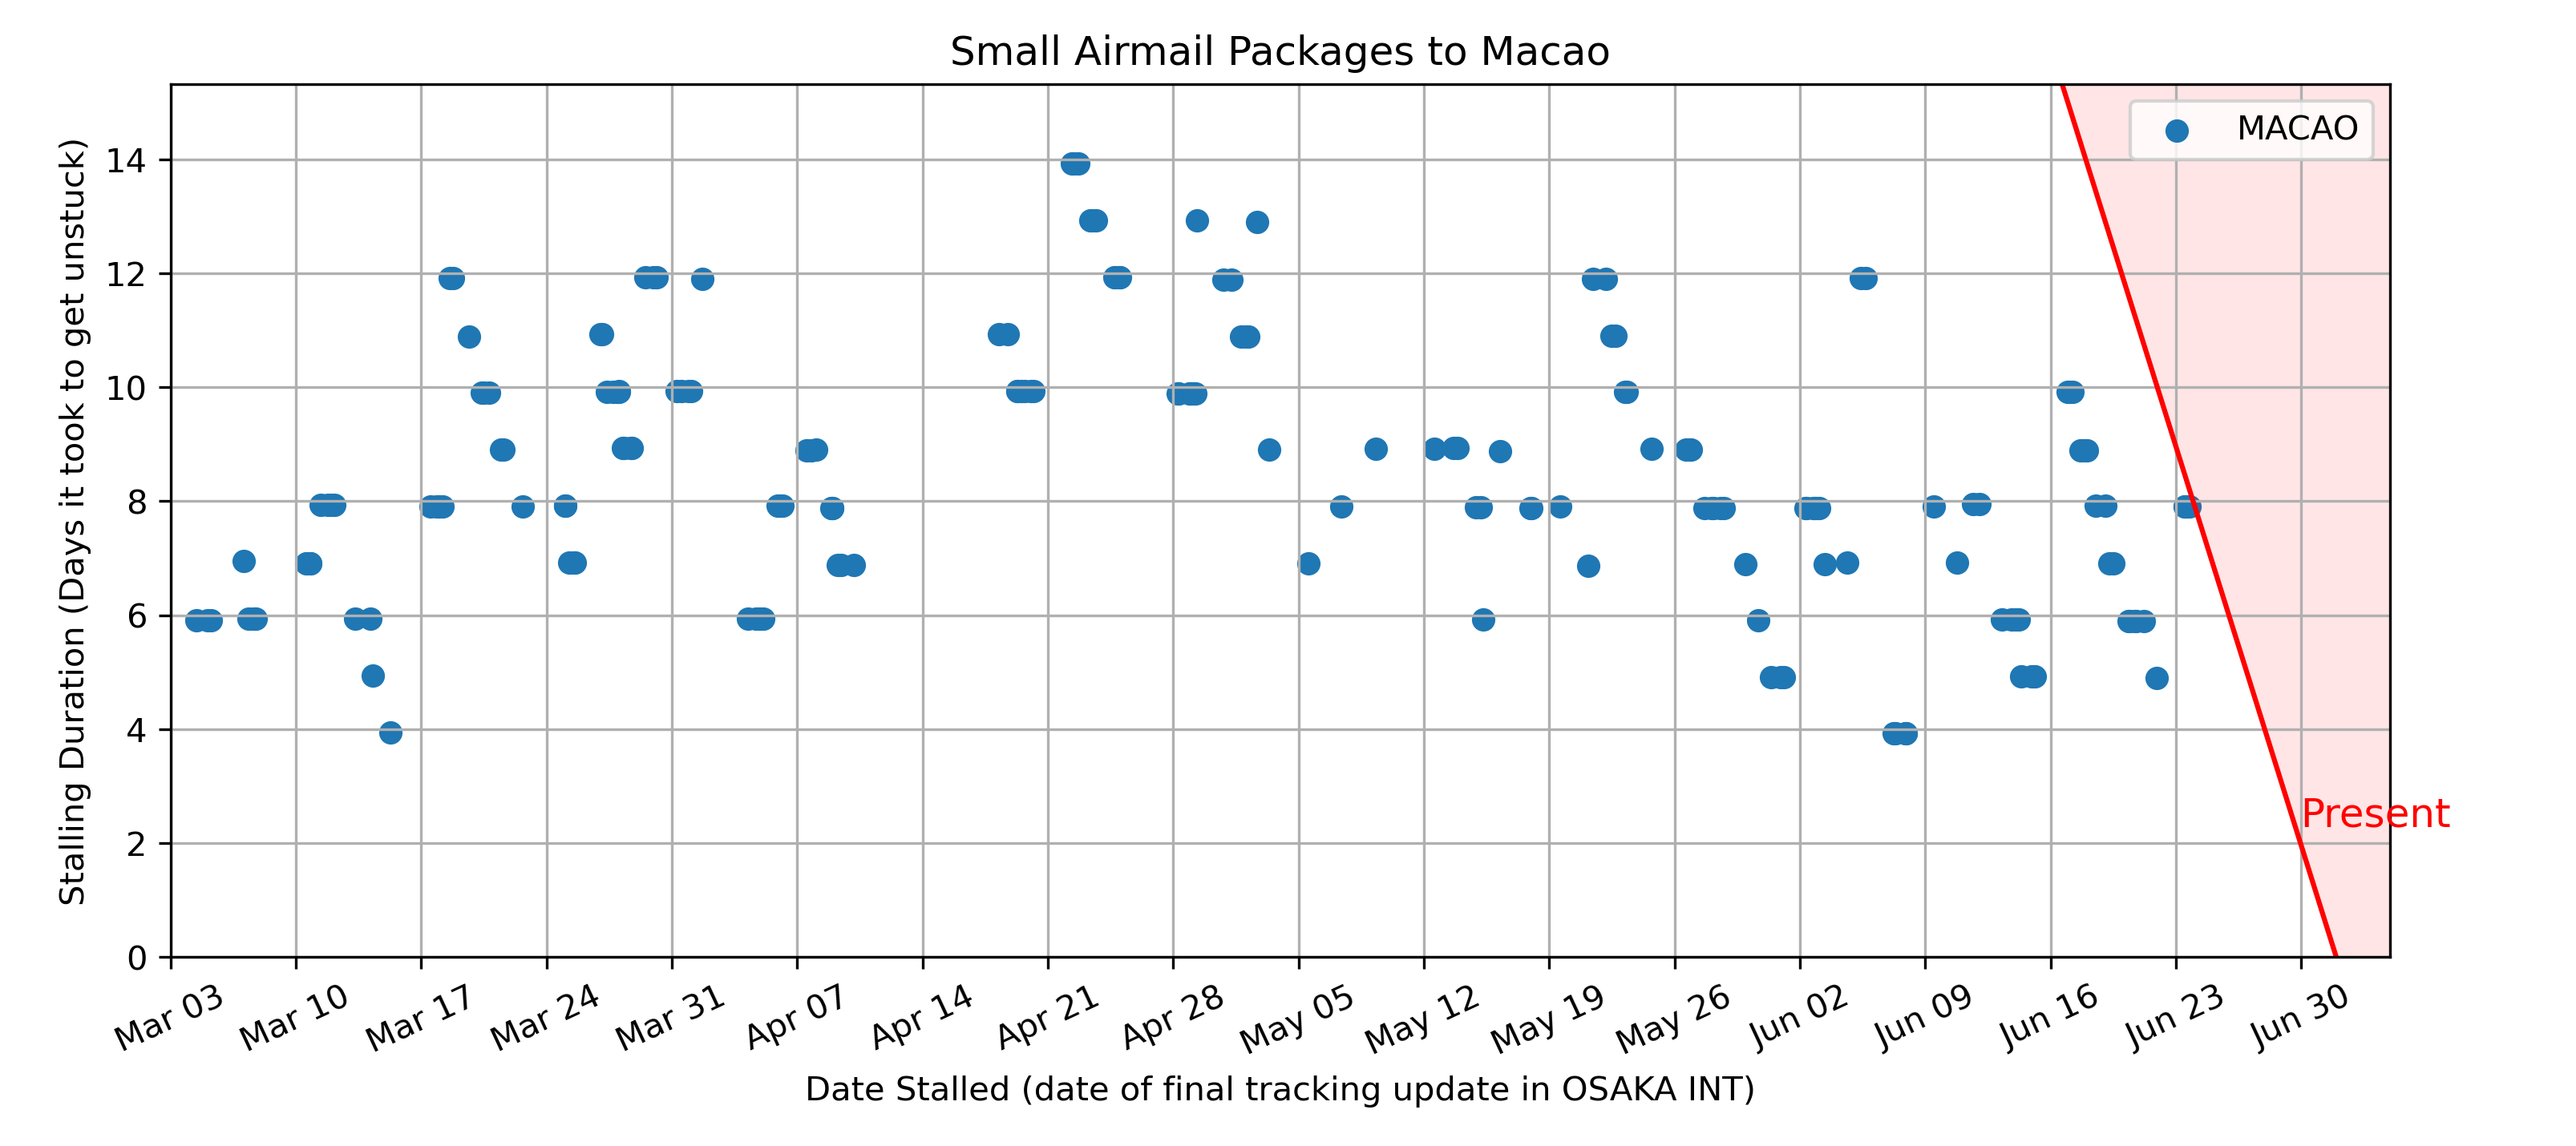 Small Airmail Packages to Macao
MACAO
Stalling Duration (Days it took to get unstuck)
14
12
10
8
6
4
2
0
Present
Mar 03
Mar 10
Mar 17
Mar 24
Mar 31
Apr 07
Apr 14
Apr 21
Apr 28
May 05
May 12
May 19
May 26
Jun 02
Jun 09
Jun 16
Jun 23
Jun 30
Date Stalled (date of final tracking update in OSAKA INT)